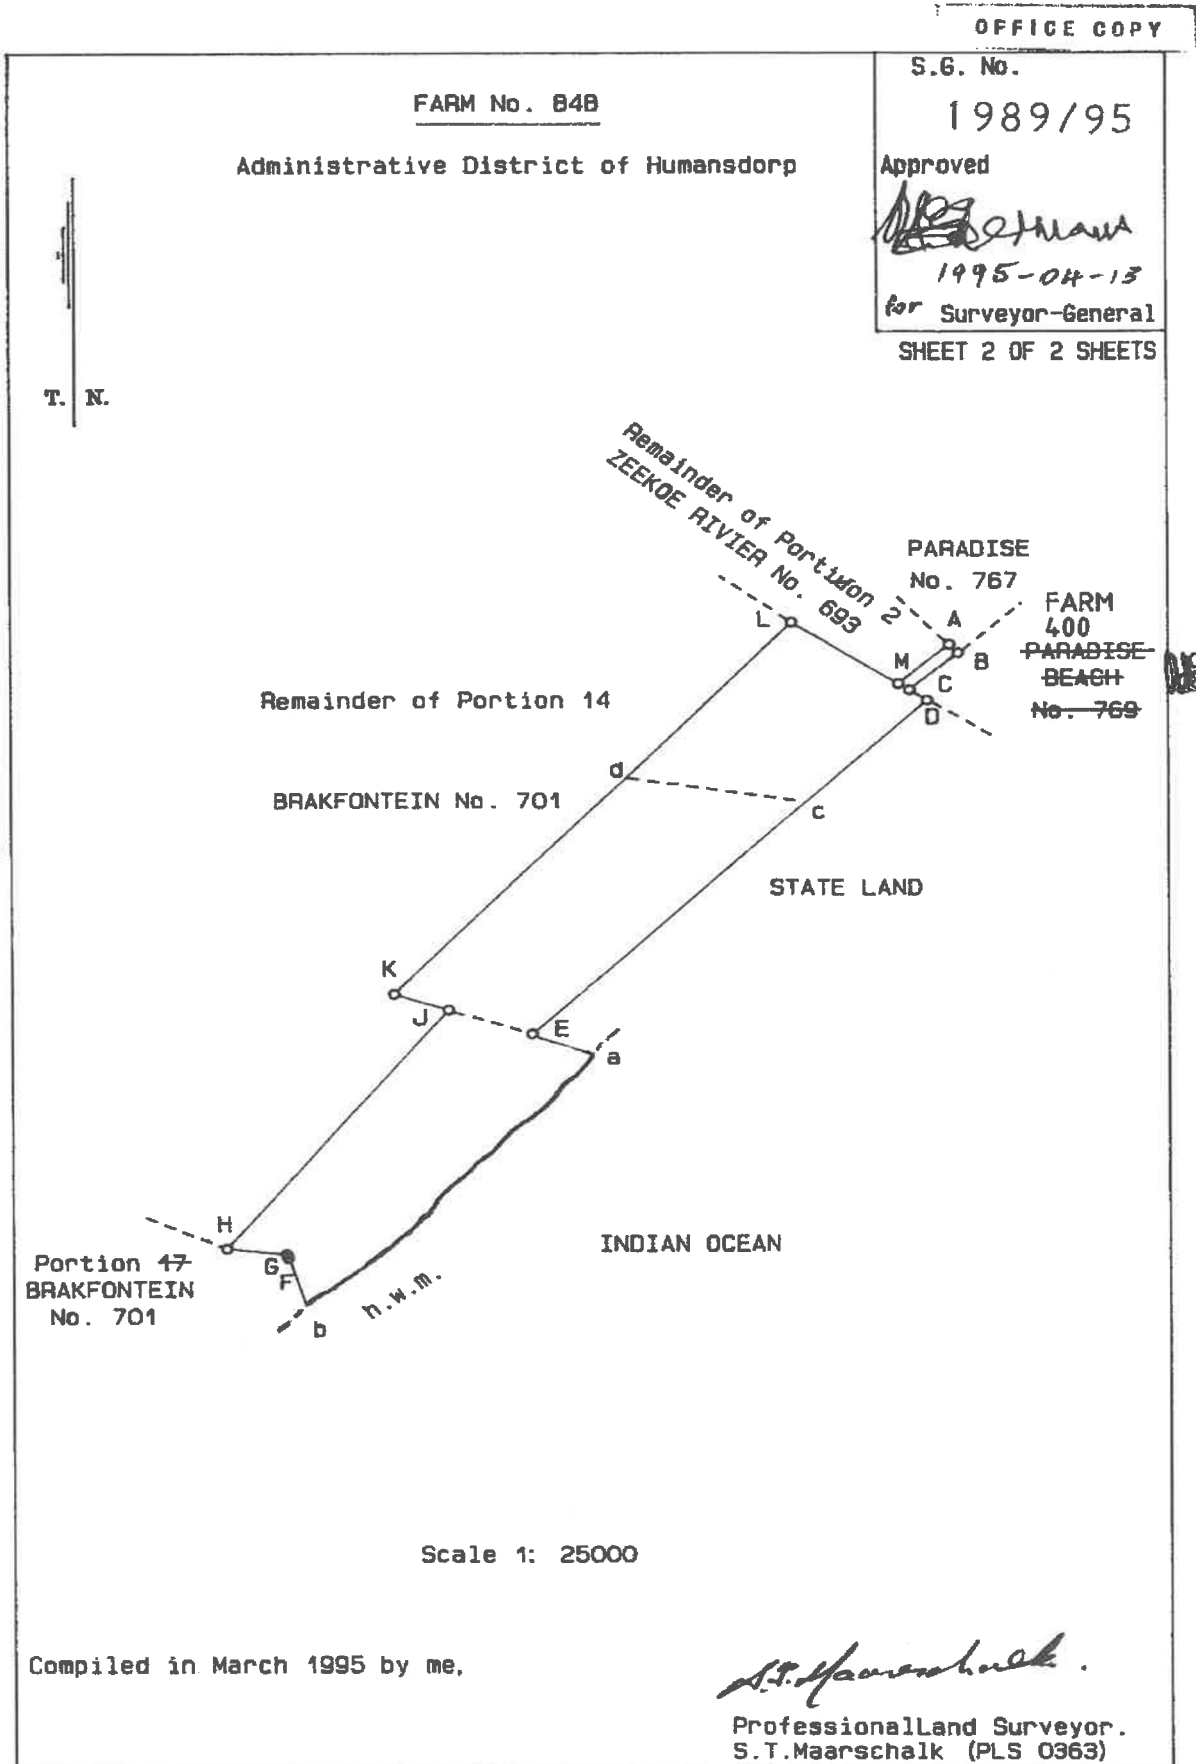 OFFICE COPY
S.G. No.
1989/95
Approved
1995-04-13
for Surveyor-General
SHEET 2 OF 2 SHEETS
FARM No. 848
Administrative District of Humansdorp
T. N.
Remainder of Portion 2
ZEEKOE RIVIER No. 693
PARADISE
No. 767
FARM
400
PARADISE
BEACH
No. 769
A
B
L
M
C
D
Remainder of Portion 14
d
BRAKFONTEIN No. 701
c
STATE LAND
K
J
E
a
H
INDIAN OCEAN
G
F
Portion 17
BRAKFONTEIN
No. 701
h.w.m.
b
Scale 1: 25000
Compiled in March 1995 by me,
S.T. Maarschalk.
ProfessionalLand Surveyor.
S.T.Maarschalk (PLS 0363)